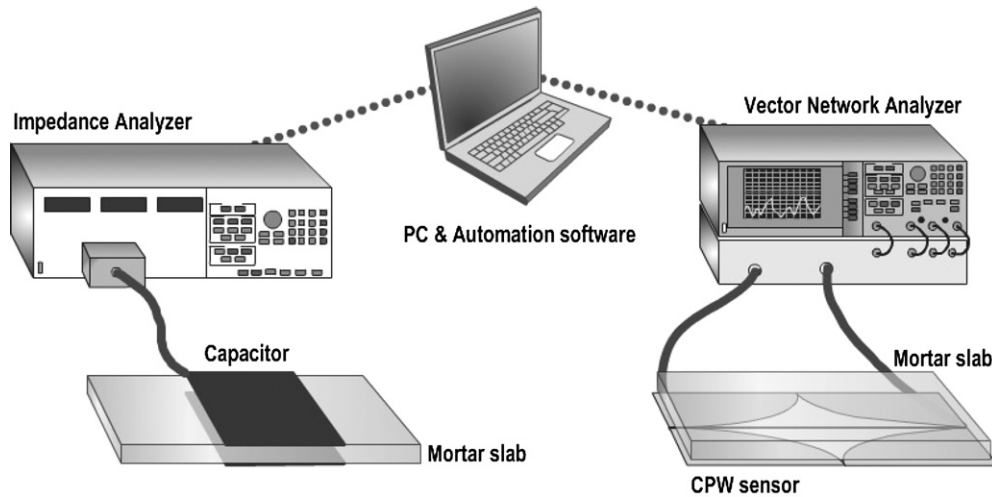 Impedance Analyzer
Vector Network Analyzer
PC & Automation software
Capacitor
Mortar slab
Mortar slab
CPW sensor